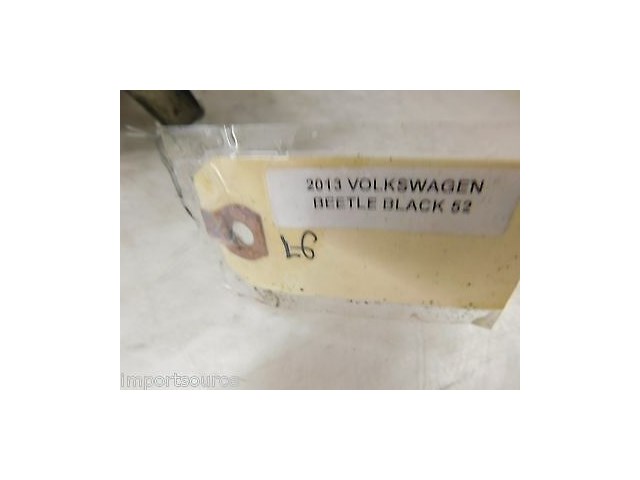 2013 VOLKSWAGEN
BEETLE BLACK 52
importsource